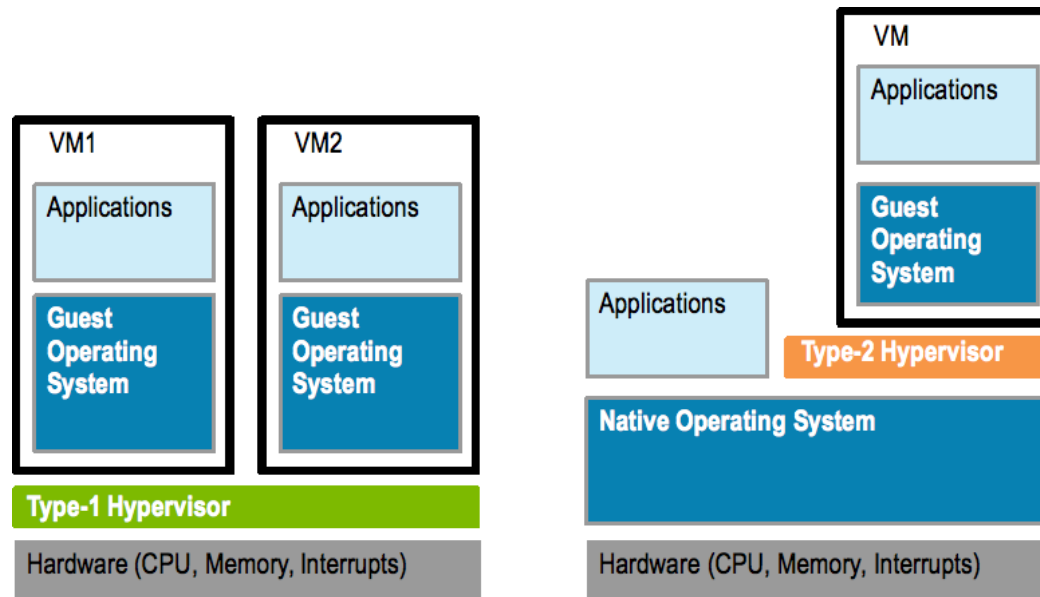 VM1
Applications
Guest
Operating
System
VM2
Applications
Guest
Operating
System
Type-1 Hypervisor
Hardware (CPU, Memory, Interrupts)
VM
Applications
Guest
Operating
System
Applications
Type-2 Hypervisor
Native Operating System
Hardware (CPU, Memory, Interrupts)